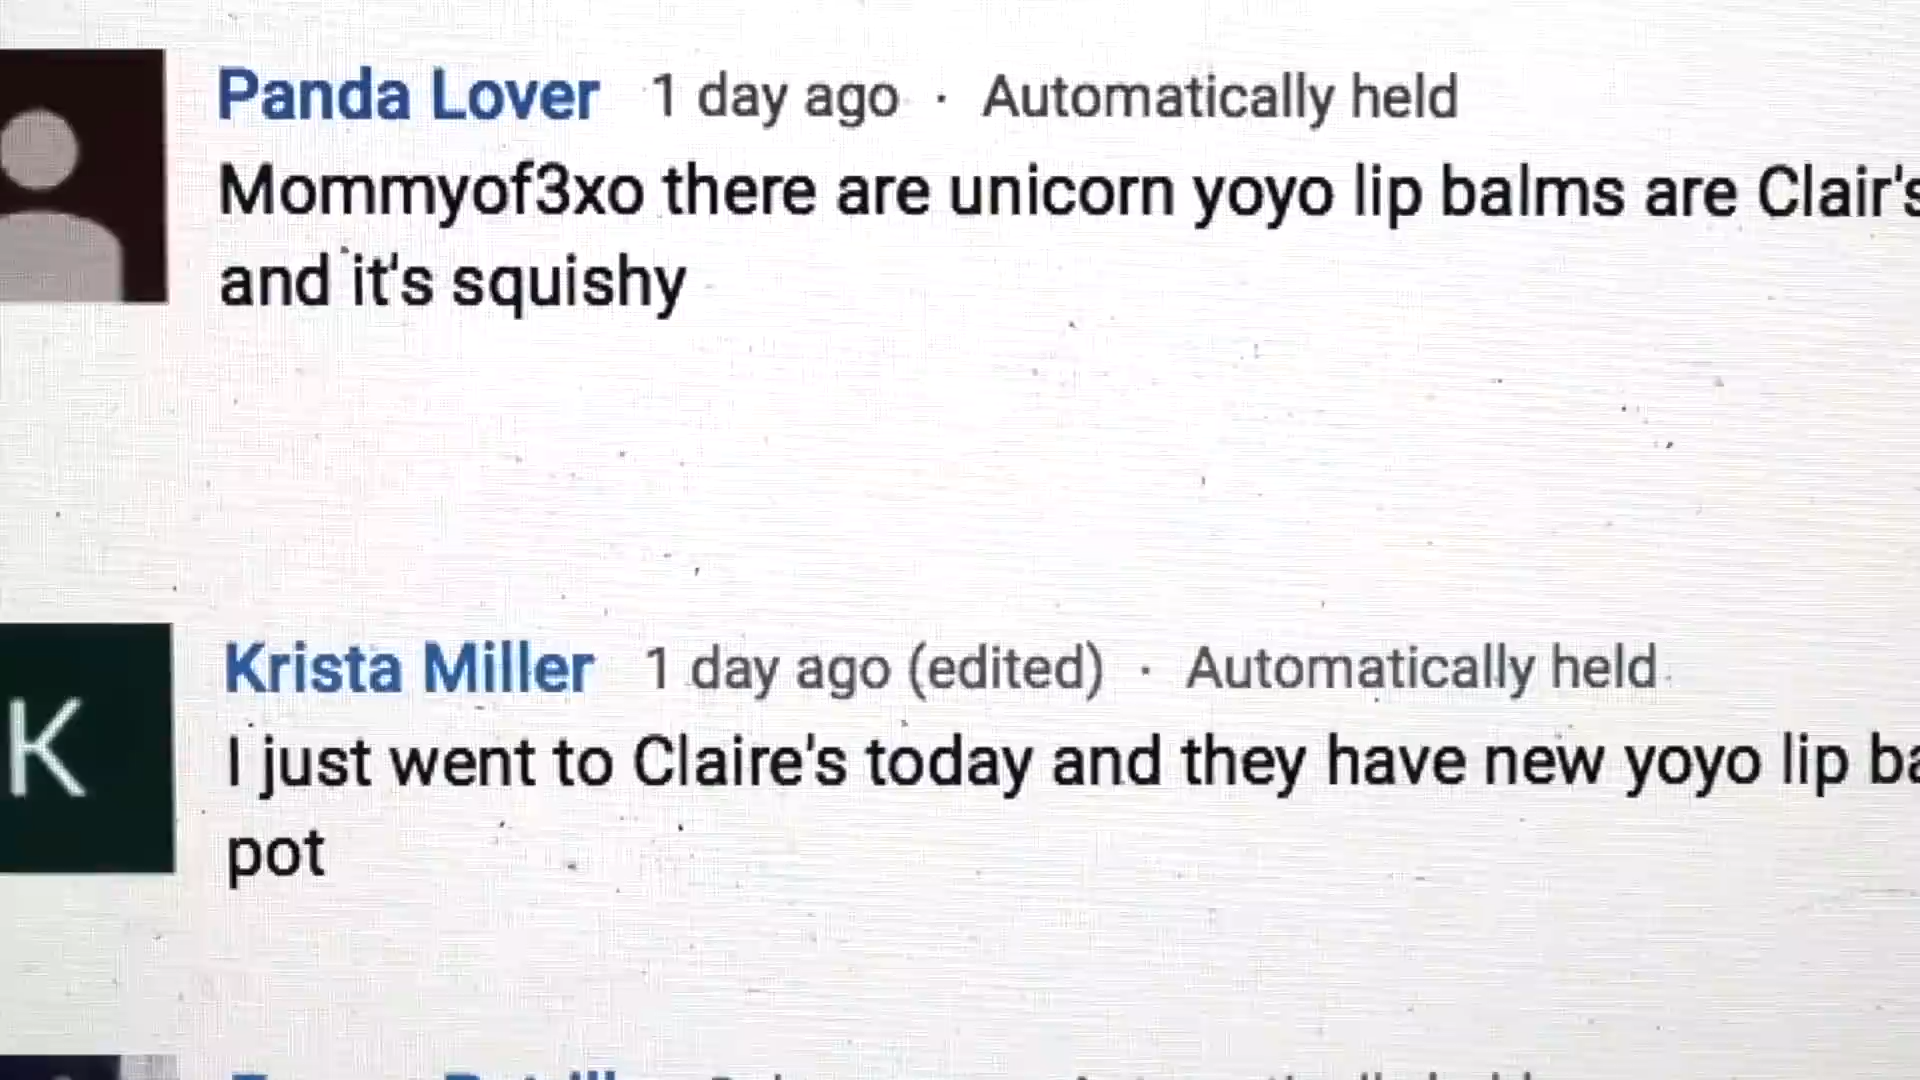 Panda Lover 1 day ago · Automatically held
Mommyof3xo there are unicorn yoyo lip balms are Clair's
and it's squishy
Krista Miller 1 day ago (edited) · Automatically held
K
I just went to Claire's today and they have new yoyo lip
pot